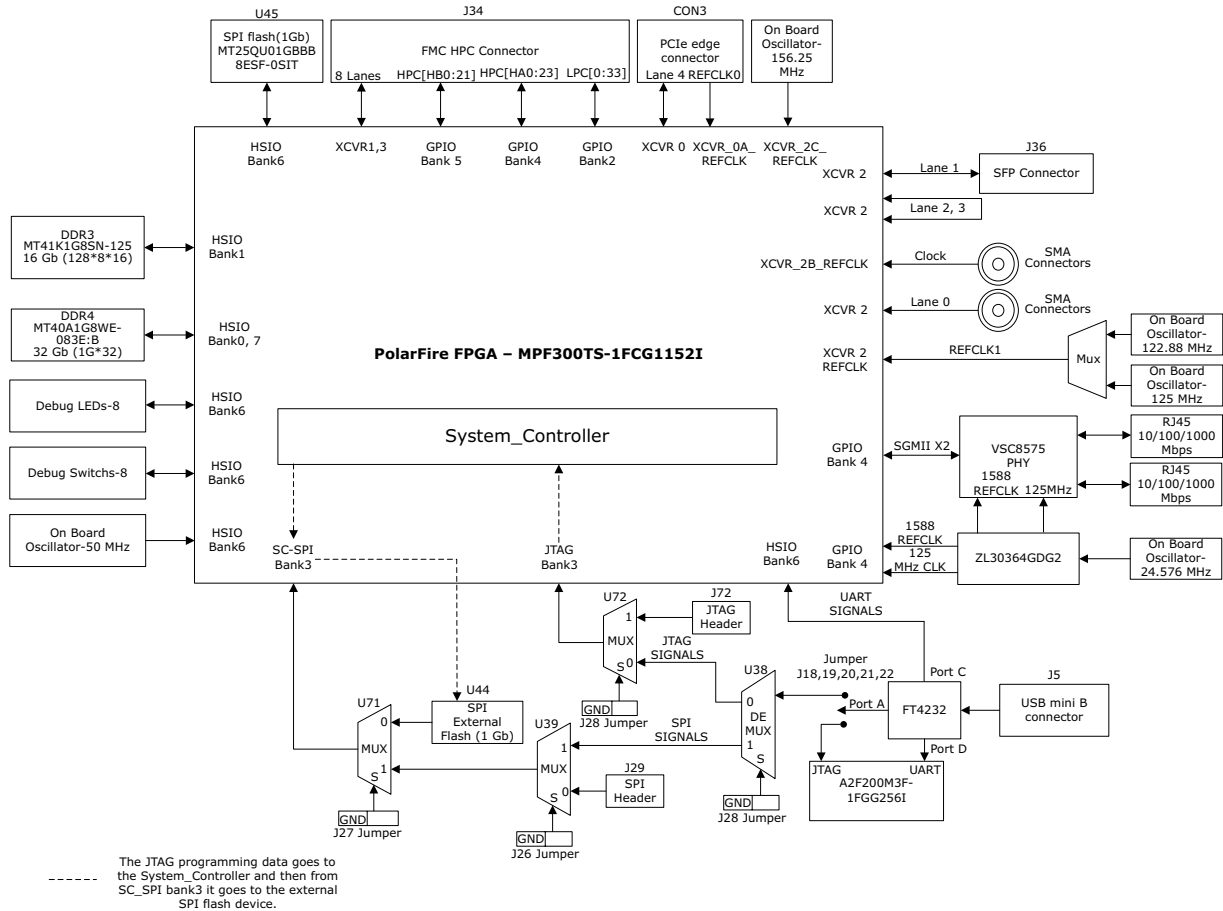 U45
SPI flash(1Gb)
MT25QU01GBBB
8ESF-0SIT
J34
FMC HPC Connector
8 Lanes
HPC[HB0:21]
HPC[HA0:23]
LPC[0:33]
CON3
PCIe edge
connector
Lane 4 REFCLK0
On Board
Oscillator-
156.25
MHz
HSIO
Bank6
XCVR1,3
GPIO
Bank 5
GPIO
Bank4
GPIO
Bank2
XCVR 0
XCVR_0A_
REFCLK
XCVR_2C_
REFCLK
XCVR 2
Lane 1
J36
SFP Connector
XCVR 2
Lane 2, 3
DDR3
MT41K1G8SN-125
16 Gb (128*8*16)
HSIO
Bank1
XCVR_2B_REFCLK
Clock
SMA
Connectors
XCVR 2
Lane 0
SMA
Connectors
DDR4
MT40A1G8WE-
083E:B
32 Gb (1G*32)
HSIO
Bank0, 7
PolarFire FPGA – MPF300TS-1FCG1152I
XCVR 2
REFCLK
REFCLK1
Mux
On Board
Oscillator-
122.88 MHz
On Board
Oscillator-
125 MHz
Debug LEDs-8
HSIO
Bank6
System_Controller
Debug Switchs-8
HSIO
Bank6
GPIO
Bank 4
SGMII X2
VSC8575
PHY
1588
REFCLK
125MHz
RJ45
10/100/1000
Mbps
RJ45
10/100/1000
Mbps
On Board
Oscillator-50 MHz
HSIO
Bank6
SC-SPI
Bank3
JTAG
Bank3
HSIO
Bank6
GPIO
Bank 4
1588
REFCLK
125
MHz CLK
ZL30364GDG2
On Board
Oscillator-
24.576 MHz
UART
SIGNALS
U72
1
MUX
S
0
J72
JTAG
Header
JTAG
SIGNALS
GND
J28 Jumper
U38
0
DE
MUX
1
S
GND
J28 Jumper
Jumper
J18,19,20,21,22
Port A
Port C
FT4232
Port D
J5
USB mini B
connector
JTAG
UART
A2F200M3F-
1FGG256I
U71
0
MUX
S
1
GND
J27 Jumper
U44
SPI
External
Flash (1 Gb)
U39
1
MUX
S
0
GND
J26 Jumper
SPI
SIGNALS
J29
SPI
Header
The JTAG programming data goes to
the System_Controller and then from
SC_SPI bank3 it goes to the external
SPI flash device.